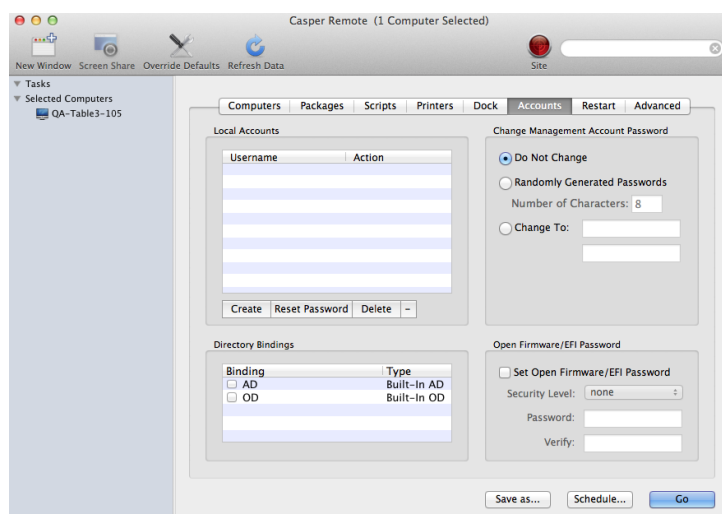 Casper Remote (1 Computer Selected)
New Window Screen Share Override Defaults Refresh Data Site
Tasks
Selected Computers
QA-Table3-105
Computers Packages Scripts Printers Dock Accounts Restart Advanced
Local Accounts
Username Action
Create Reset Password Delete −
Change Management Account Password
Do Not Change
Randomly Generated Passwords
Number of Characters: 8
Change To:
Directory Bindings
Binding Type
AD Built-In AD
OD Built-In OD
Open Firmware/EFI Password
Set Open Firmware/EFI Password
Security Level: none
Password:
Verify:
Save as... Schedule... Go